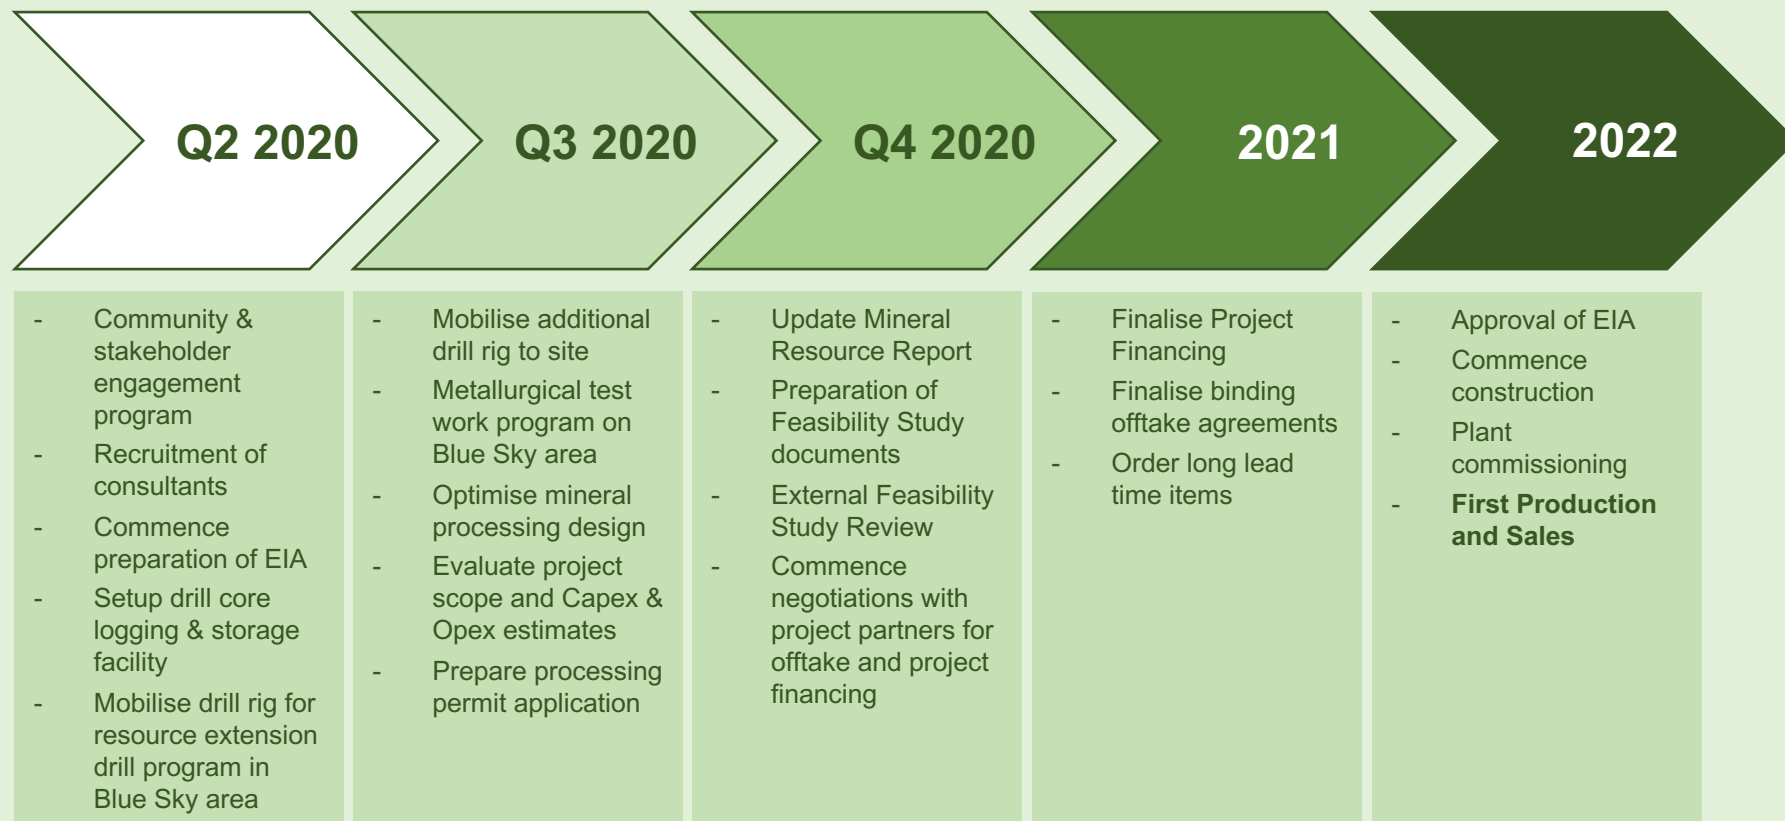 Q2 2020
Q3 2020
Q4 2020
2021
2022
- Community &
stakeholder
engagement
program
- Recruitment of
consultants
- Commence
preparation of EIA
- Setup drill core
logging & storage
facility
- Mobilise drill rig for
resource extension
drill program in
Blue Sky area
- Mobilise additional
drill rig to site
- Metallurgical test
work program on
Blue Sky area
- Optimise mineral
processing design
- Evaluate project
scope and Capex &
Opex estimates
- Prepare processing
permit application
- Update Mineral
Resource Report
- Preparation of
Feasibility Study
documents
- External Feasibility
Study Review
- Commence
negotiations with
project partners for
offtake and project
financing
- Finalise Project
Financing
- Finalise binding
offtake agreements
- Order long lead
time items
- Approval of EIA
- Commence
construction
- Plant
commissioning
- First Production
and Sales